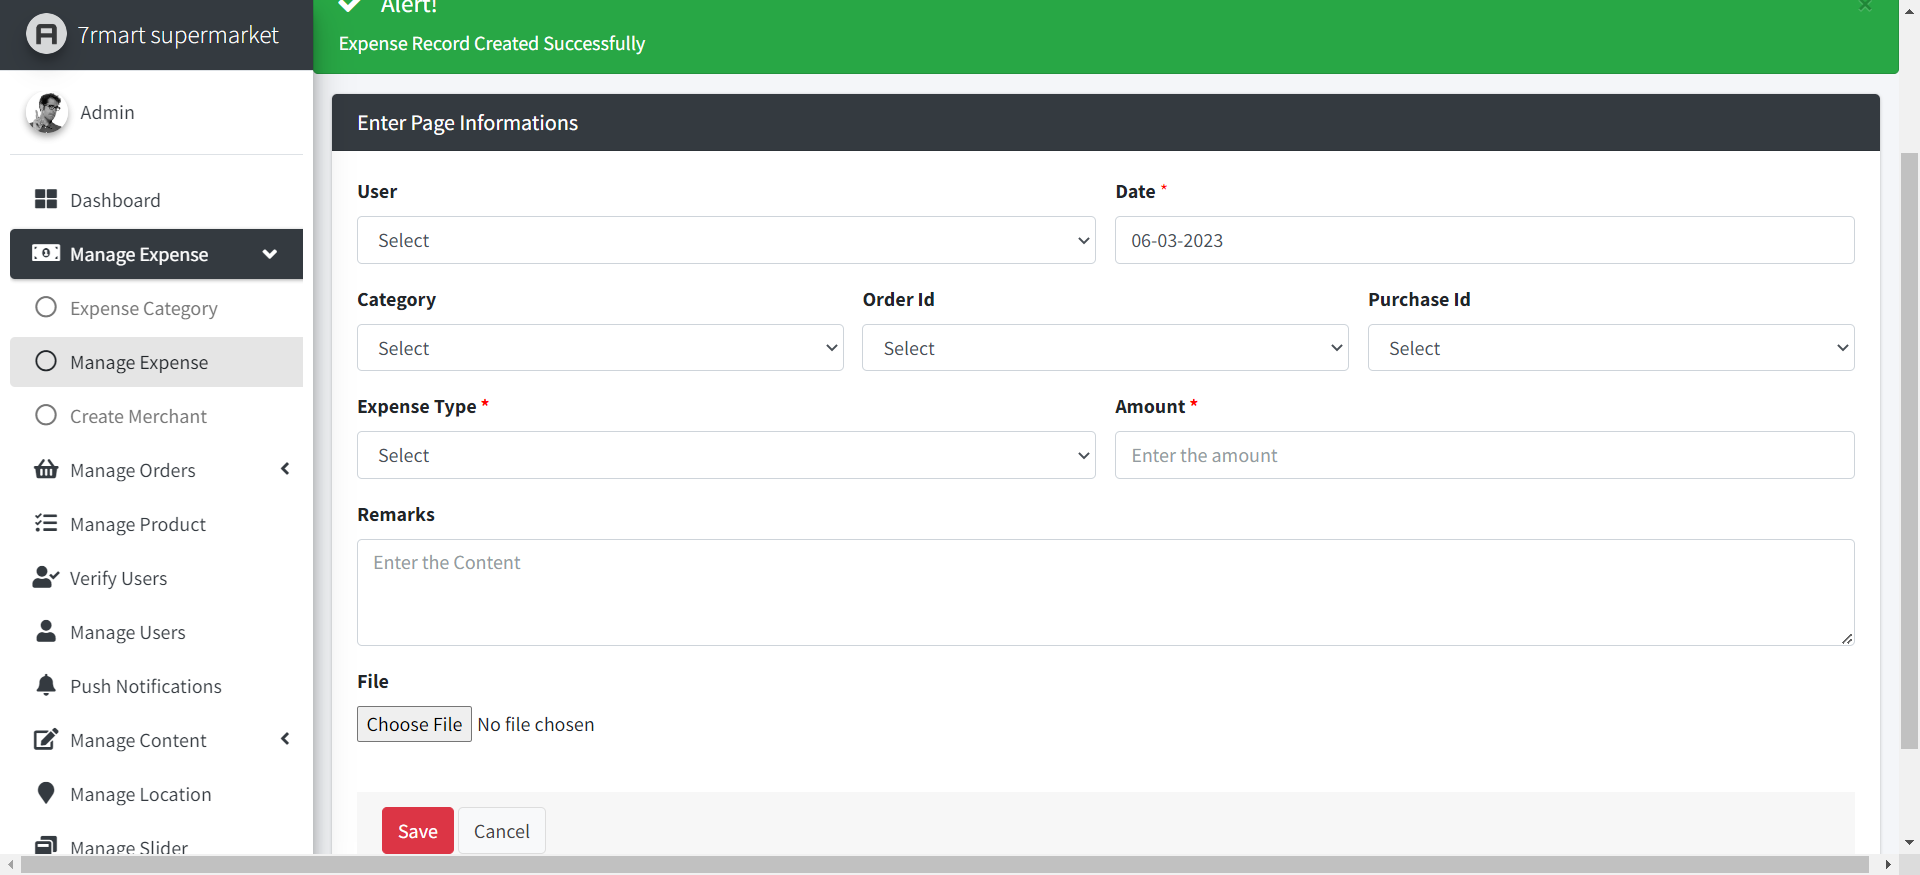 7rmart supermarket
Admin
Dashboard
Manage Expense
Expense Category
Manage Expense
Create Merchant
Manage Orders
Manage Product
Verify Users
Manage Users
Push Notifications
Manage Content
Manage Location
Manage Slider
Alert!
×
Expense Record Created Successfully
Enter Page Informations
User
Date *
Select
06-03-2023
Category
Order Id
Purchase Id
Select
Select
Select
Expense Type *
Amount *
Select
Enter the amount
Remarks
Enter the Content
File
Choose File No file chosen
Save
Cancel